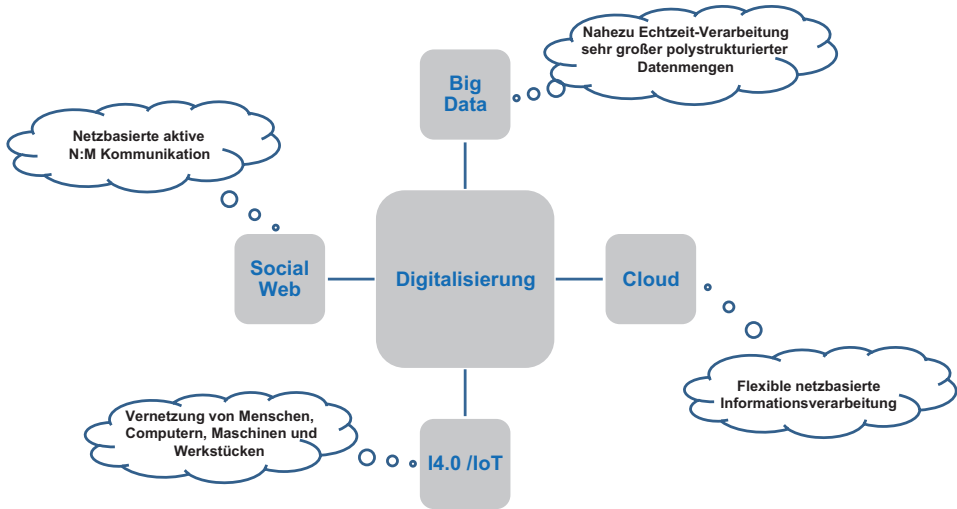 Nahezu Echtzeit-Verarbeitung
sehr großer polystrukturierter
Datenmengen
Big
Data
Netzbasierte aktive
N:M Kommunikation
Social
Web
Digitalisierung
Cloud
Flexible netzbasierte
Informationsverarbeitung
Vernetzung von Menschen,
Computern, Maschinen und
Werkstücken
I4.0 /IoT